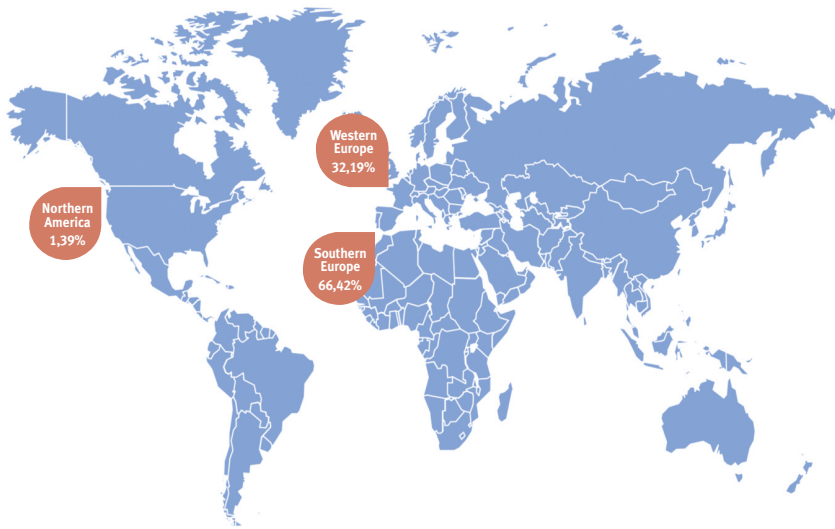 Western
Europe
32,19%
Northern
America
1,39%
Southern
Europe
66,42%